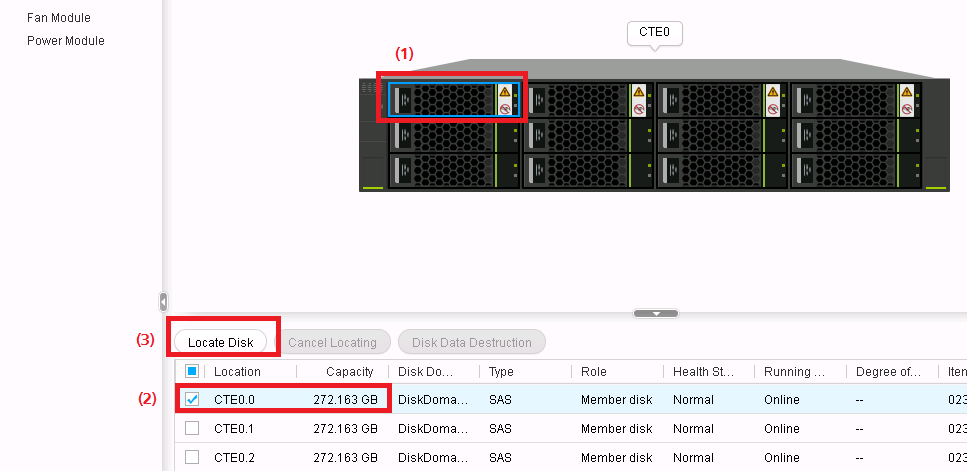 Fan Module
Power Module
CTE0
(1)
(3)
Locate Disk Cancel Locating Disk Data Destruction
Location Capacity Disk Do... Type Role Health St... Running ... Degree of... Iten
(2)
CTE0.0 272.163 GB DiskDoma... SAS Member disk Normal Online -- 023
CTE0.1 272.163 GB DiskDoma... SAS Member disk Normal Online -- 023
CTE0.2 272.163 GB DiskDoma... SAS Member disk Normal Online -- 023